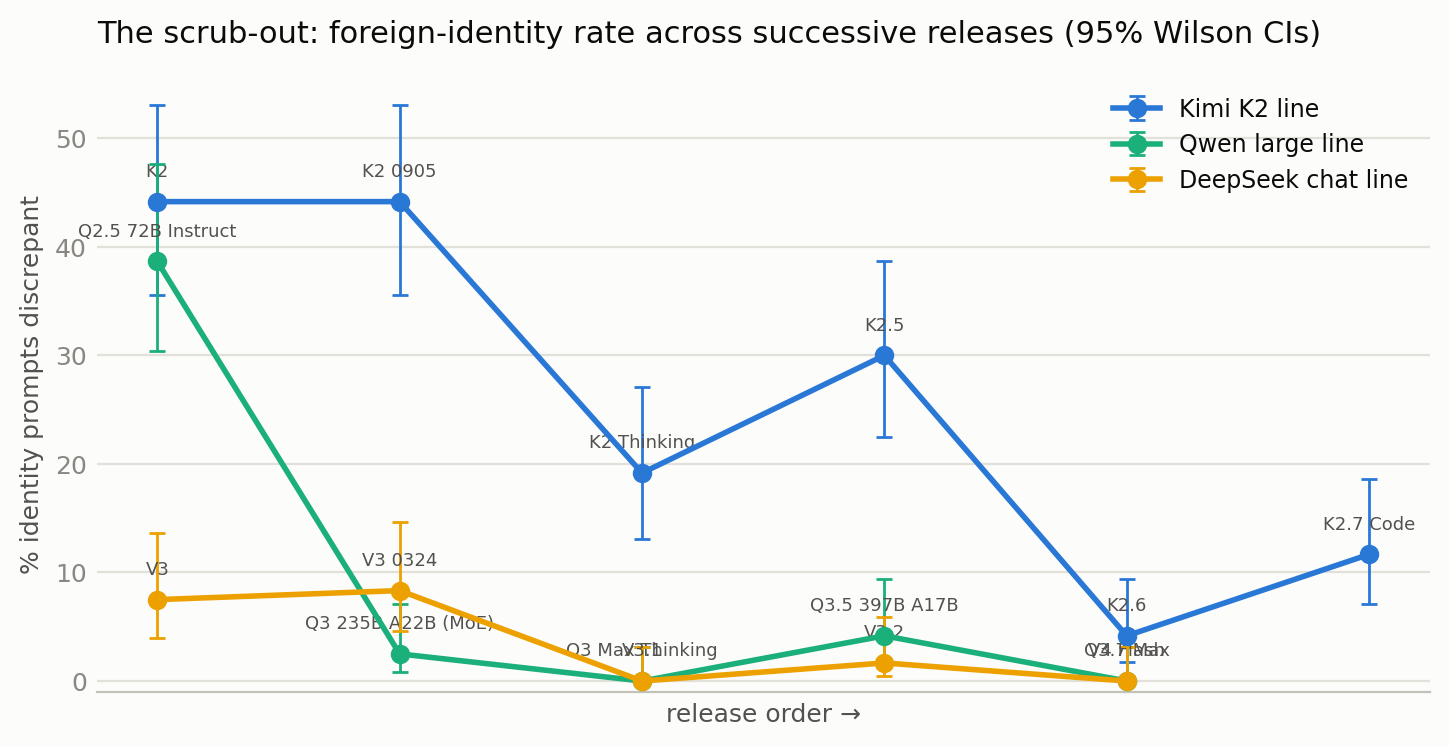 The scrub-out: foreign-identity rate across successive releases (95% Wilson CIs)
Kimi K2 line
Qwen large line
DeepSeek chat line
% identity prompts discrepant
50
40
30
20
10
0
K2
K2 0905
Q2.5 72B Instruct
K2.5
K2 Thinking
K2.7 Code
V3
V3 0324
Q3 235B A22B (MoE)
Q3.5 397B A17B
V3.2
K2.6
Q3 Max Thinking
V3.1
release order →